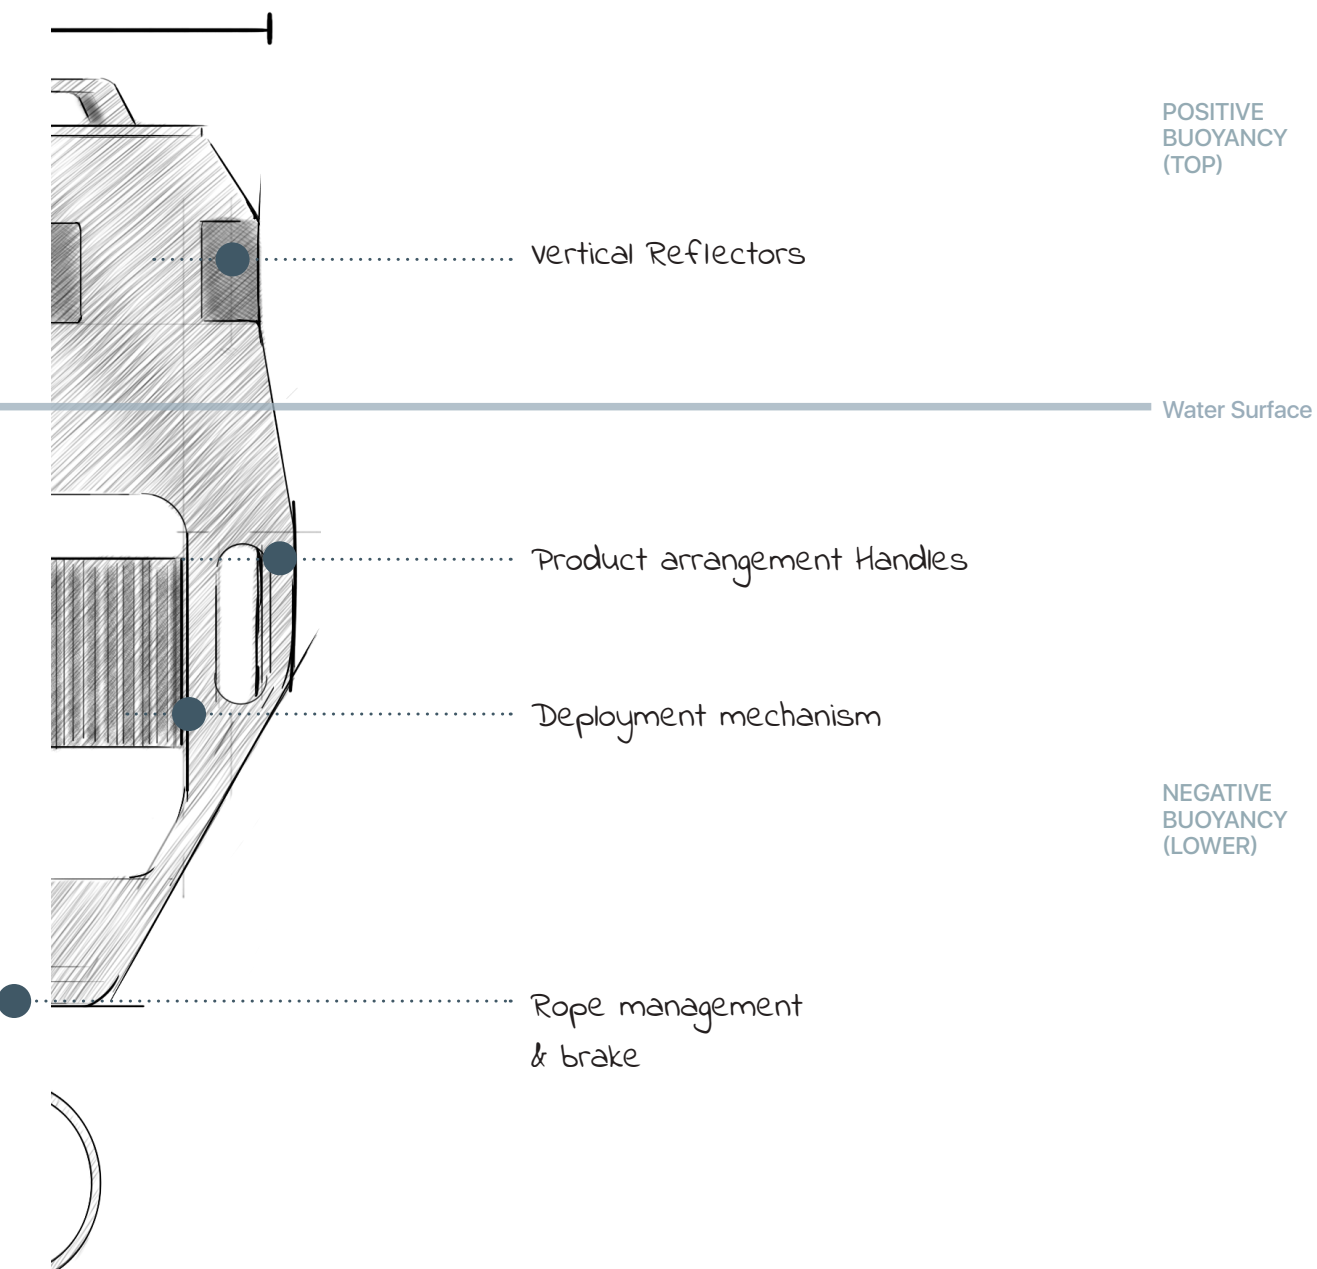 POSITIVE
BUOYANCY
(TOP)
Vertical Reflectors
Water Surface
Product arrangement Handles
Deployment mechanism
NEGATIVE
BUOYANCY
(LOWER)
Rope management
& brake